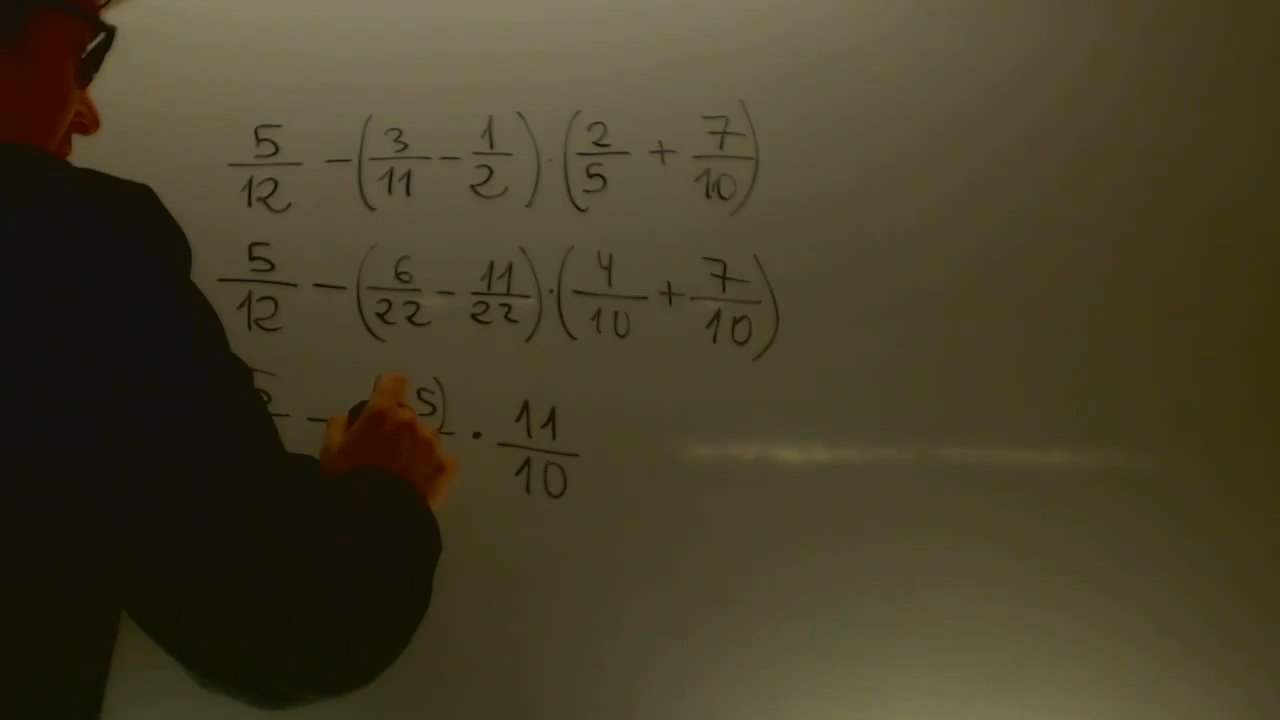 5/12 - (3/11 - 1/2) · (2/5 + 7/10)
5/12 - (6/22 - 11/22) · (4/10 + 7/10)
- 5) · 11/10